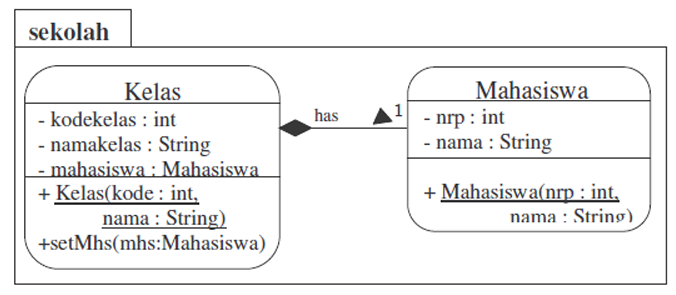 sekolah
Kelas
- kodekelas : int
- namakelas : String
- mahasiswa : Mahasiswa
+ Kelas(kode : int,
nama : String)
+setMhs(mhs:Mahasiswa)
has
1
Mahasiswa
- nrp : int
- nama : String
+ Mahasiswa(nrp : int,
nama : String)